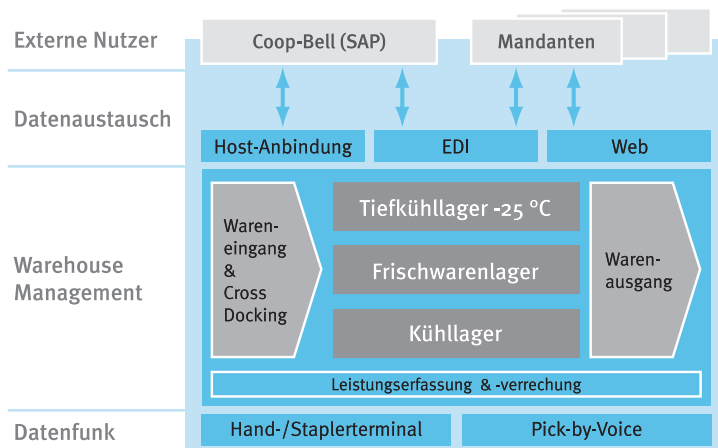 Externe Nutzer
Coop-Bell (SAP)
Mandanten
Datenaustausch
Host-Anbindung
EDI
Web
Warehouse
Management
Waren-
eingang
&
Cross
Docking
Tiefkühllager -25 °C
Frischwarenlager
Kühllager
Waren-
ausgang
Leistungserfassung & -verrechung
Datenfunk
Hand-/Staplerterminal
Pick-by-Voice